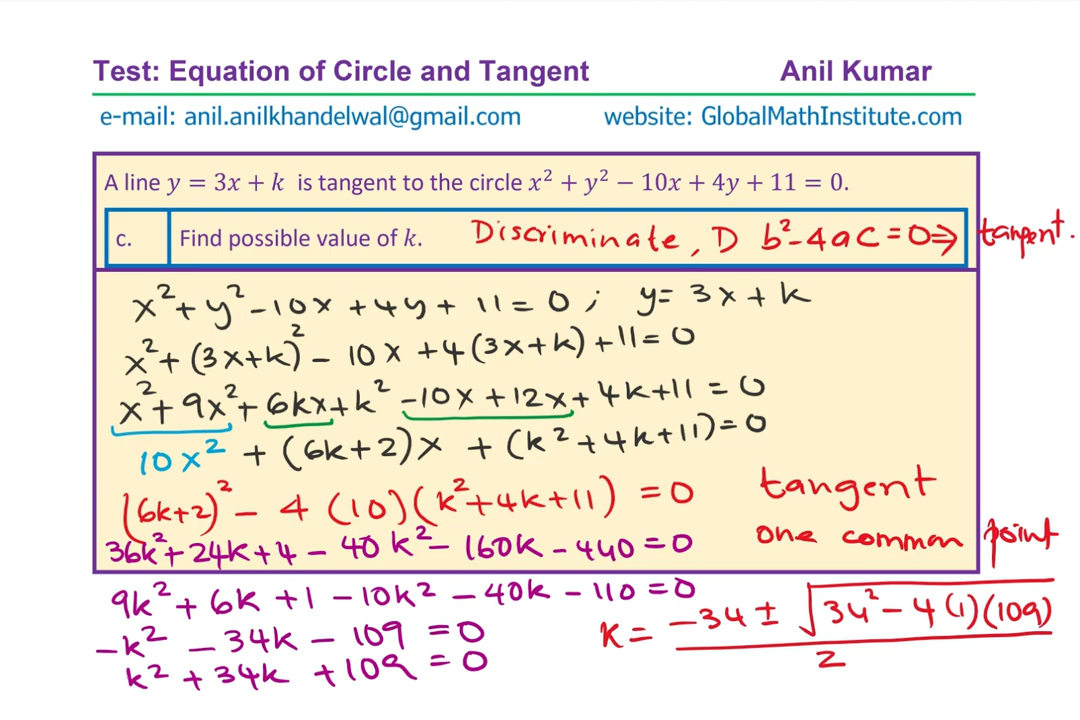 Test: Equation of Circle and Tangent Anil Kumar
e-mail: anil.anilkhandelwal@gmail.com website: GlobalMathInstitute.com
A line y = 3x + k is tangent to the circle x² + y² − 10x + 4y + 11 = 0.
c. Find possible value of k. Discriminate, D b²-4ac=0⇒ tangent.
x²+y²-10x+4y+11=0; y=3x+k
x²+(3x+k)²-10x+4(3x+k)+11=0
x²+9x²+6kx+k²-10x+12x+4k+11=0
10x²+(6k+2)x+(k²+4k+11)=0
(6k+2)²-4(10)(k²+4k+11)=0 tangent
36k²+24k+4-40k²-160k-440=0 one common point
9k²+6k+1-10k²-40k-110=0
-k²-34k-109=0 k=(-34±√(34²-4(1)(109)))/2
k²+34k+109=0